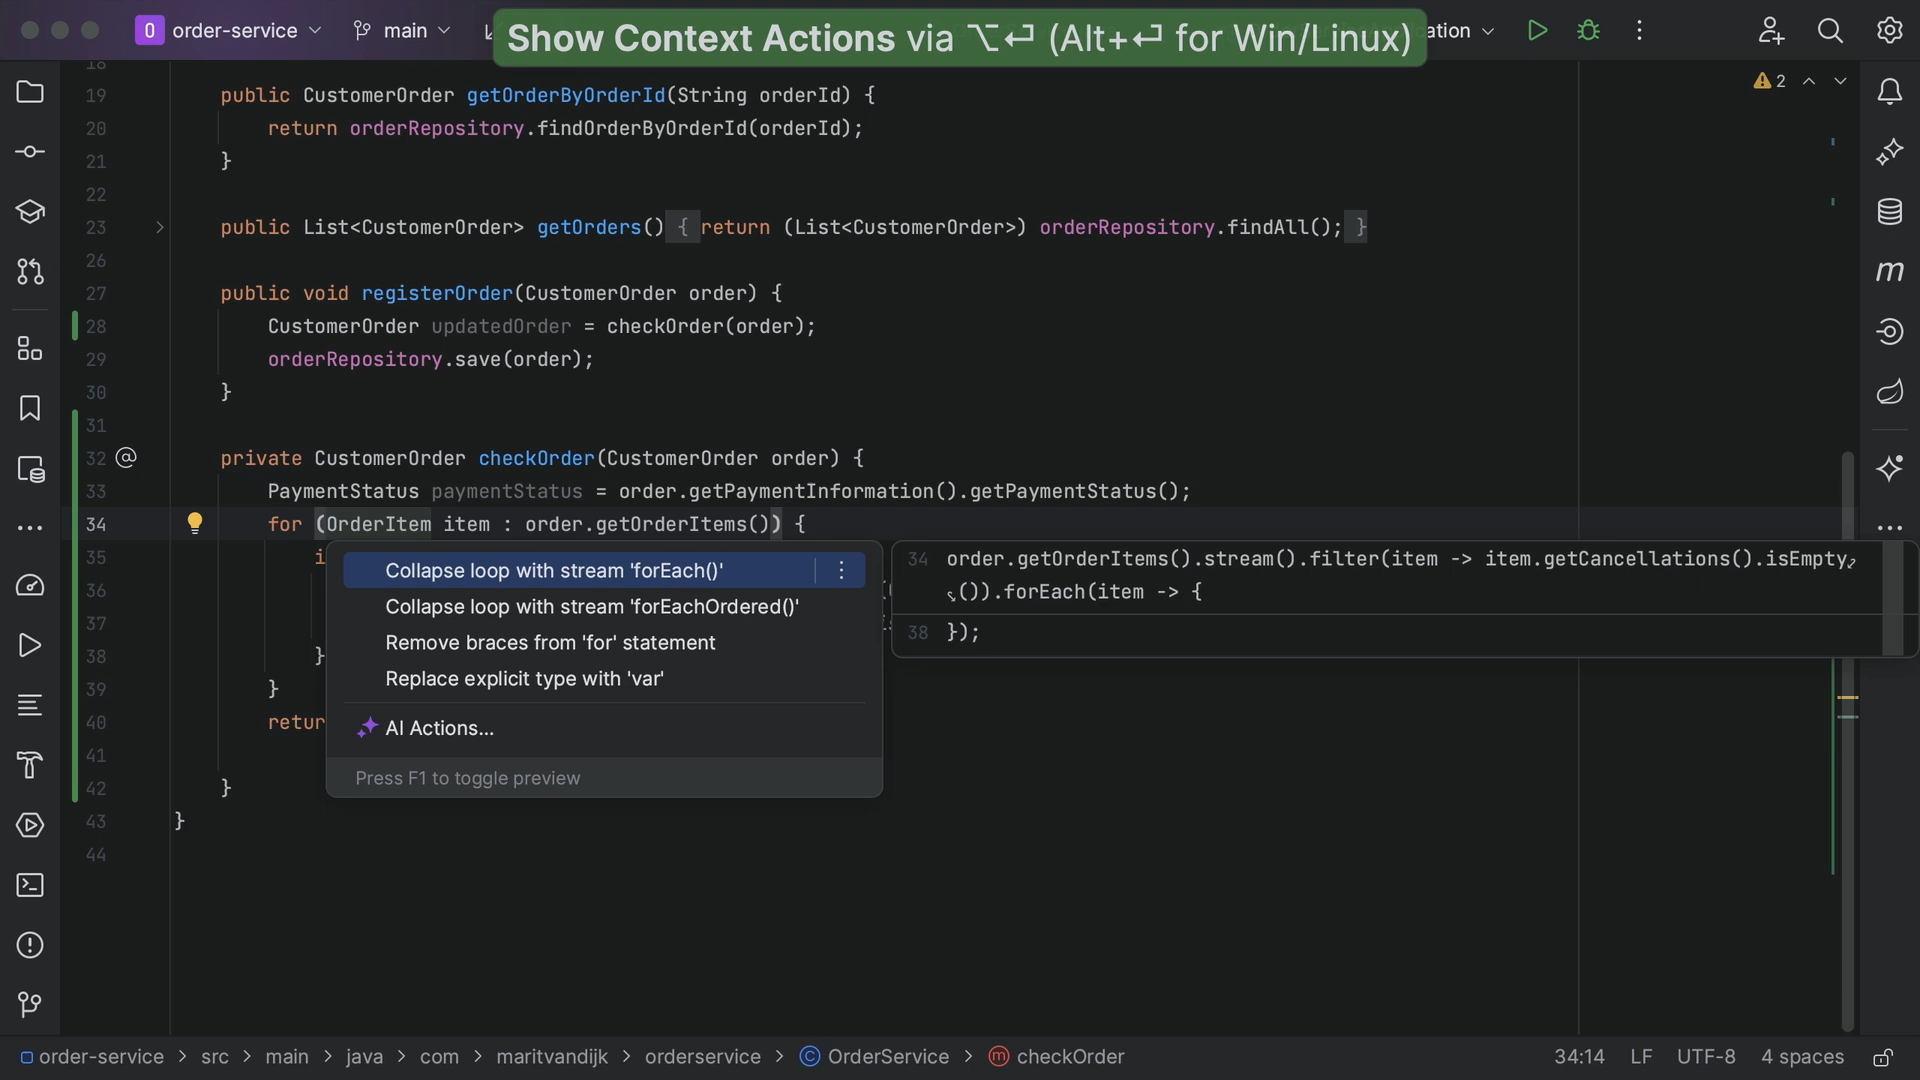 order-service
main
Show Context Actions via ⌥⏎ (Alt+⏎ for Win/Linux)
ation
2
18
19 public CustomerOrder getOrderByOrderId(String orderId) {
20 return orderRepository.findOrderByOrderId(orderId);
21 }
22
23 public List<CustomerOrder> getOrders() { return (List<CustomerOrder>) orderRepository.findAll(); }
26
27 public void registerOrder(CustomerOrder order) {
28 CustomerOrder updatedOrder = checkOrder(order);
29 orderRepository.save(order);
30 }
31
32 private CustomerOrder checkOrder(CustomerOrder order) {
33 PaymentStatus paymentStatus = order.getPaymentInformation().getPaymentStatus();
34 for (OrderItem item : order.getOrderItems()) {
35 i
36
37
38 }
39 }
40 retur
41
42 }
43 }
44
Collapse loop with stream 'forEach()'
Collapse loop with stream 'forEachOrdered()'
Remove braces from 'for' statement
Replace explicit type with 'var'
AI Actions...
Press F1 to toggle preview
34 order.getOrderItems().stream().filter(item -> item.getCancellations().isEmpty
()).forEach(item -> {
38 });
order-service > src > main > java > com > maritvandijk > orderservice > OrderService > checkOrder
34:14 LF UTF-8 4 spaces